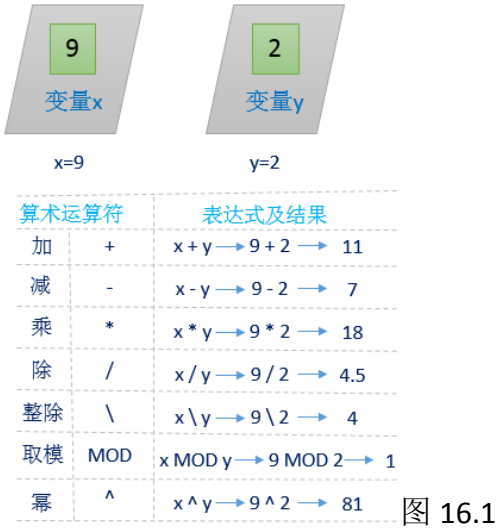 9 2
变量x 变量y
x=9 y=2
算术运算符 表达式及结果
加 + x + y → 9 + 2 → 11
减 - x - y → 9 - 2 → 7
乘 * x * y → 9 * 2 → 18
除 / x / y → 9 / 2 → 4.5
整除 \ x \ y → 9 \ 2 → 4
取模 MOD x MOD y → 9 MOD 2 → 1
幂 ^ x ^ y → 9 ^ 2 → 81
图 16.1